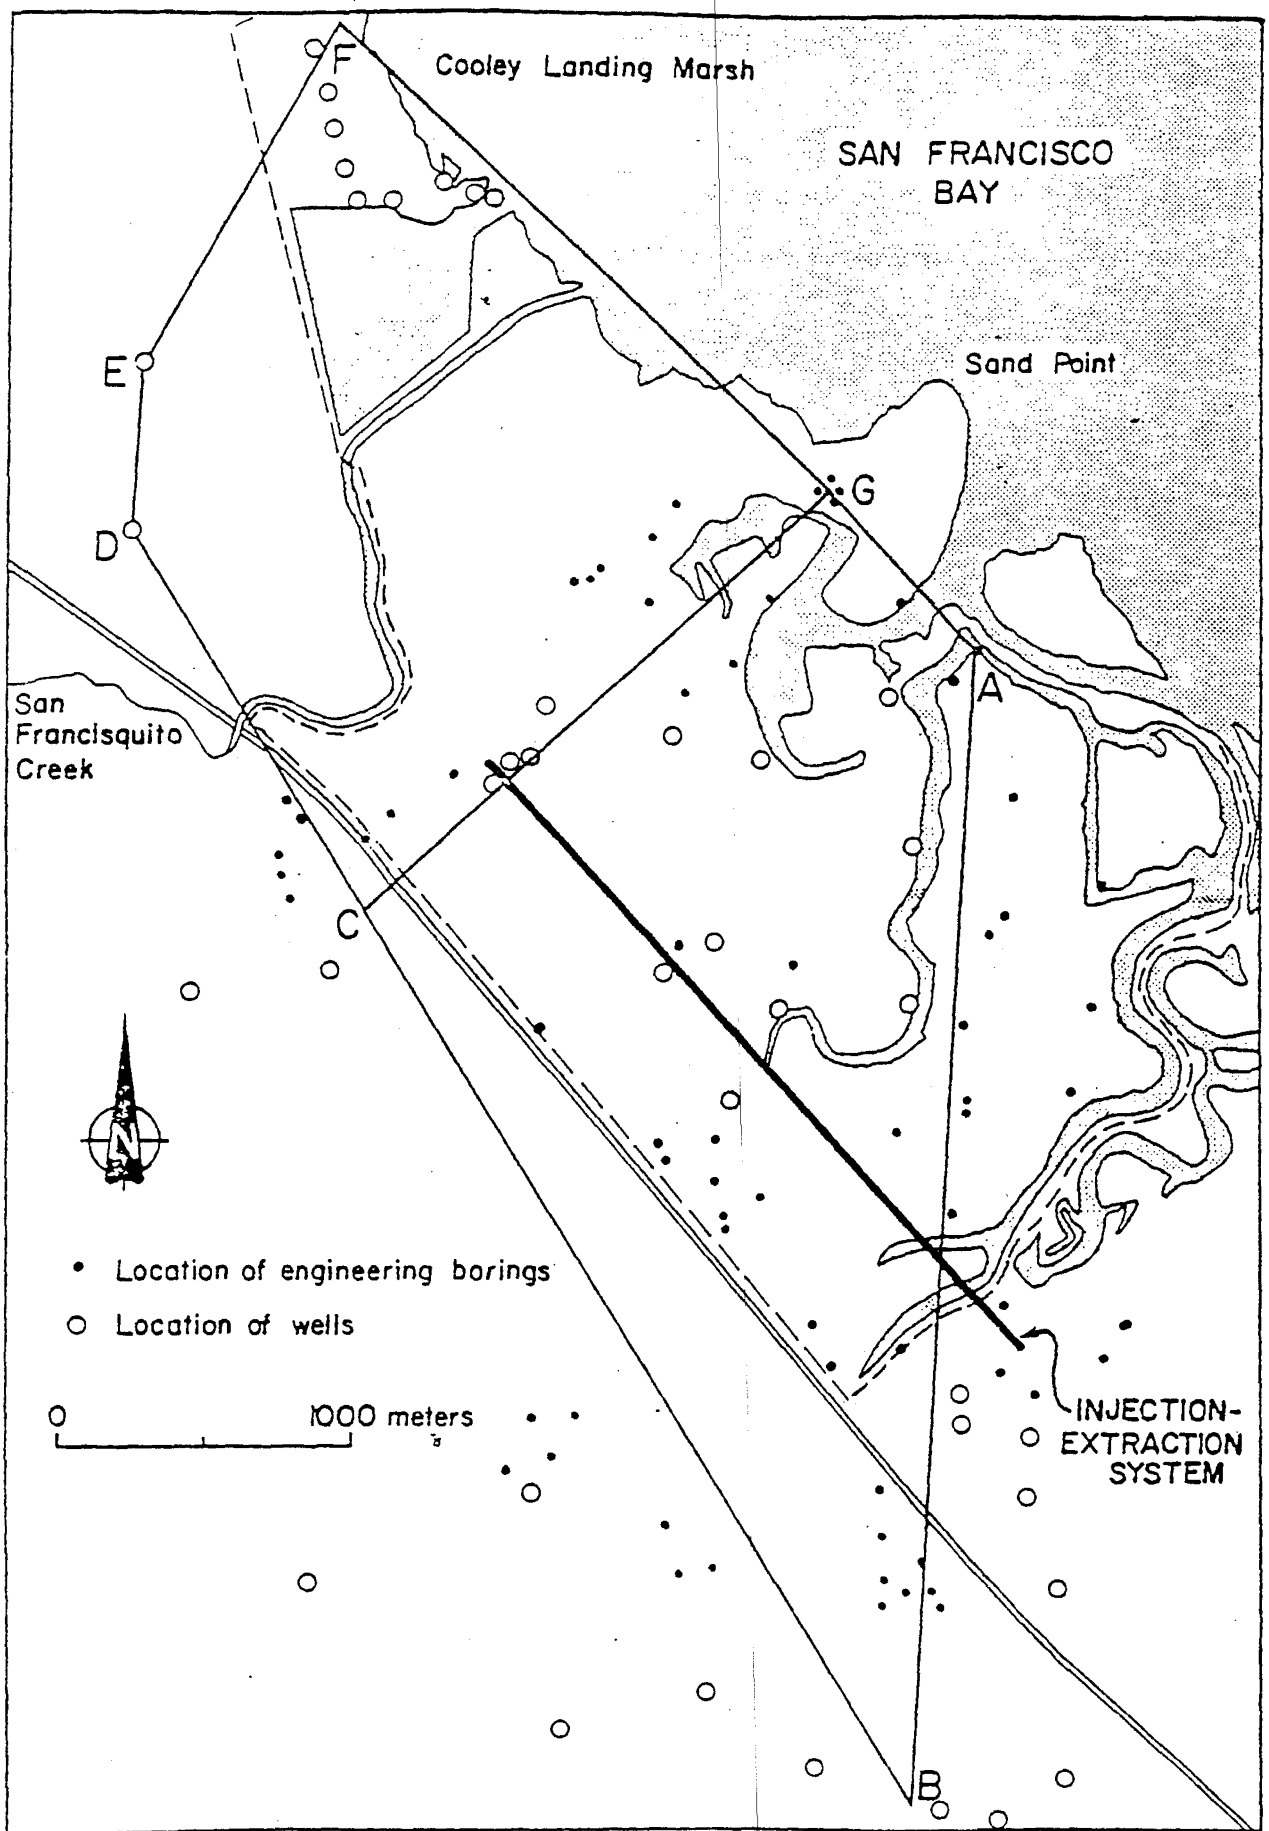 F
Cooley Landing Marsh
SAN FRANCISCO
BAY
E
Sand Point
D
G
A
San
Francisquito
Creek
C
N
Location of engineering borings
Location of wells
0
1000 meters
INJECTION-
EXTRACTION
SYSTEM
B